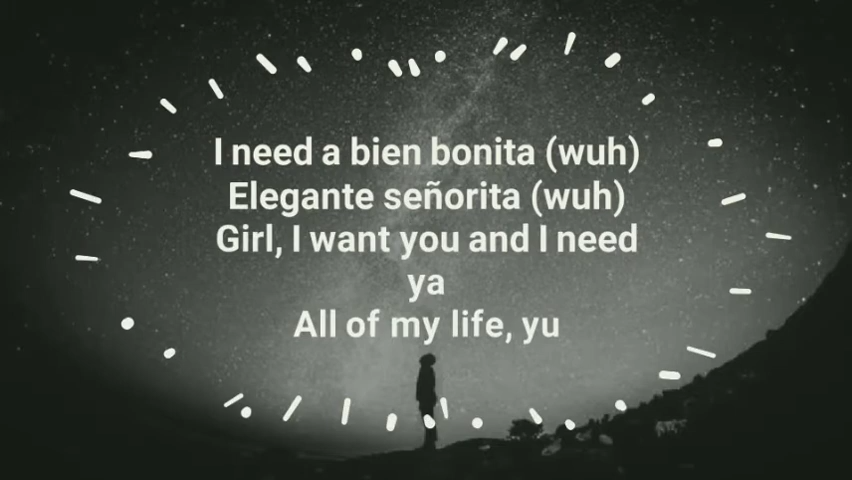 I need a bien bonita (wuh)
Elegante señorita (wuh)
Girl, I want you and I need
ya
All of my life, yu